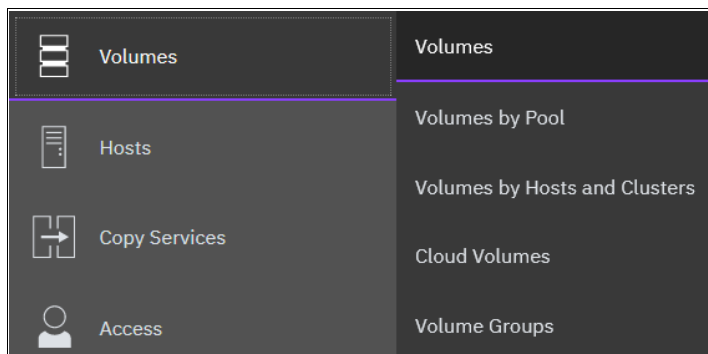 Volumes
Hosts
Copy Services
Access
Volumes
Volumes by Pool
Volumes by Hosts and Clusters
Cloud Volumes
Volume Groups